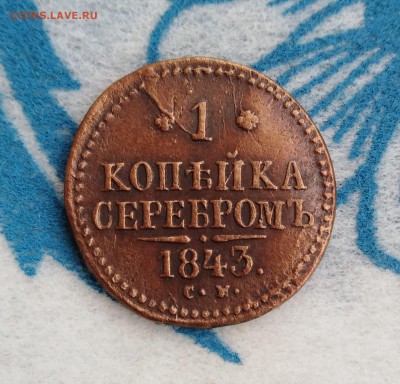 coins.lave.ru
1
КОПѢЙКА
СЕРЕБРОМЪ
1843.
С. М.